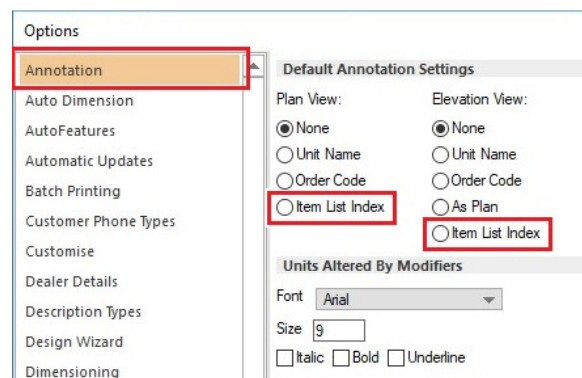 Options
Annotation
Auto Dimension
AutoFeatures
Automatic Updates
Batch Printing
Customer Phone Types
Customise
Dealer Details
Description Types
Design Wizard
Dimensioning
Default Annotation Settings
Plan View: Elevation View:
None None
Unit Name Unit Name
Order Code Order Code
Item List Index As Plan
Item List Index
Units Altered By Modifiers
Font Arial
Size 9
Italic Bold Underline